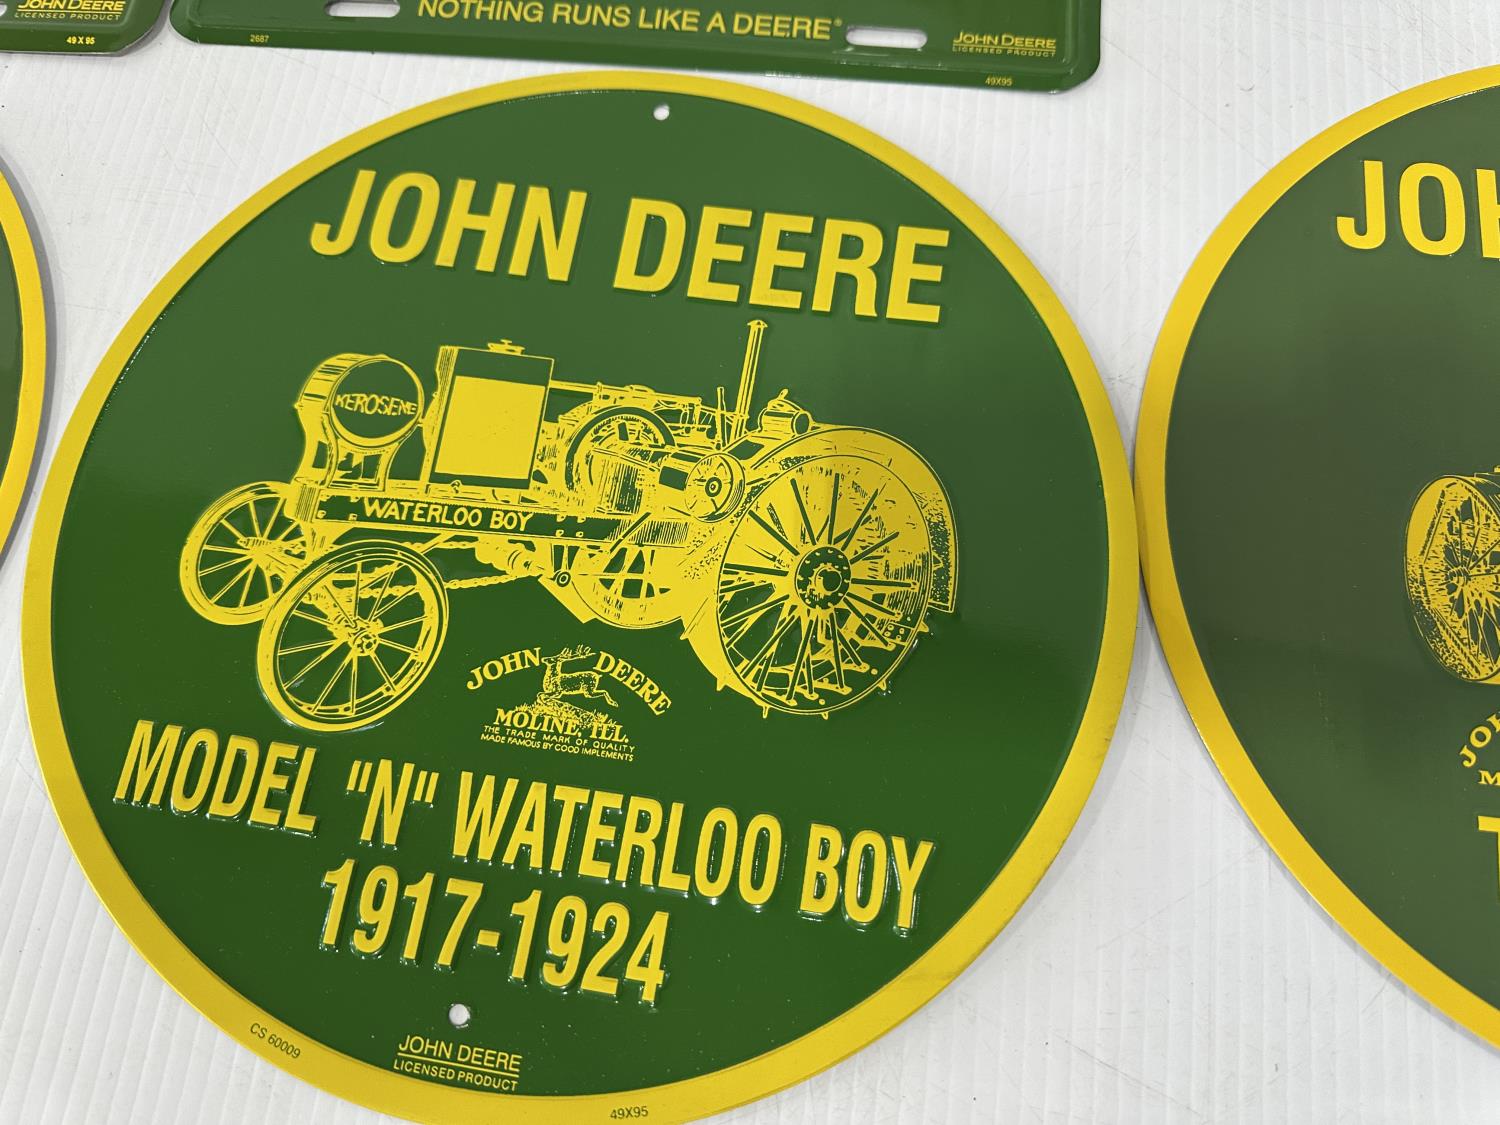 JOHN DEERE
LICENSED PRODUCT
49 X 95
NOTHING RUNS LIKE A DEERE®
2687
JOHN DEERE
LICENSED PRODUCT
49X95
JOHN DEERE
KEROSENE
WATERLOO BOY
JOHN DEERE
MOLINE, ILL.
THE TRADE MARK OF QUALITY
MADE FAMOUS BY GOOD IMPLEMENTS
MODEL "N" WATERLOO BOY
1917-1924
CS 60009
JOHN DEERE
LICENSED PRODUCT
49X95